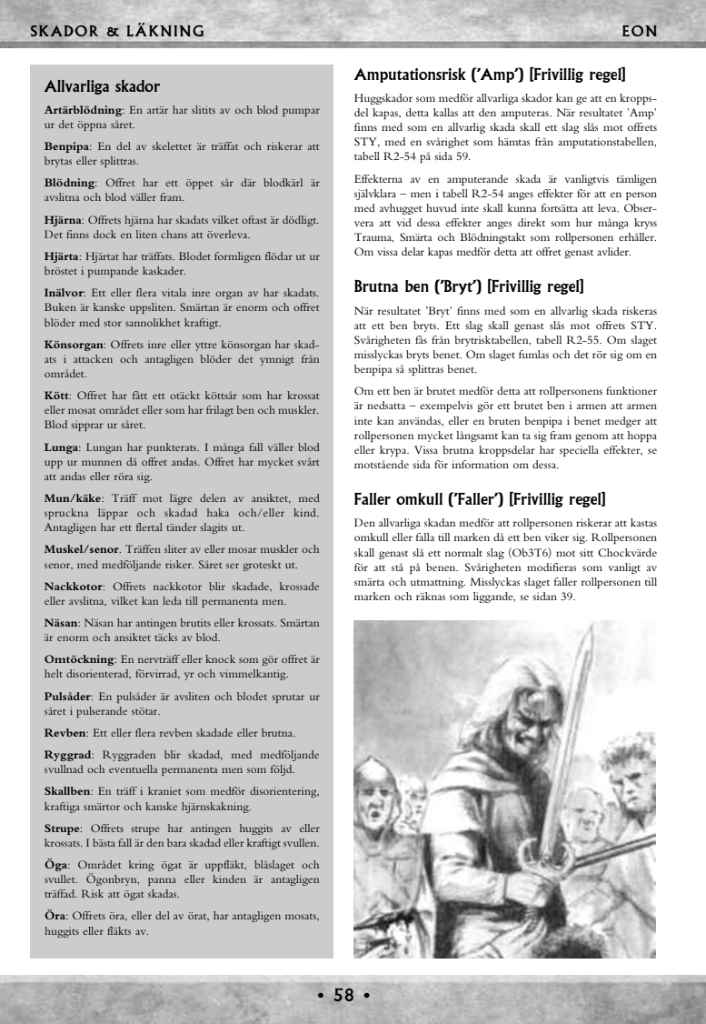 SKADOR & LÄKNING
EON
Allvarliga skador
Artärblödning: En artär har slitits av och blod pumpar
ur det öppna såret.
Benpipa: En del av skelettet är träffat och riskerar att
brytas eller splittras.
Blödning: Offret har ett öppet sår där blodkärl är
avslitna och blod väller fram.
Hjärna: Offrets hjärna har skadats vilket oftast är dödligt.
Det finns dock en liten chans att överleva.
Hjärta: Hjärtat har träffats. Blodet formligen flödar ut ur
bröstet i pumpande kaskader.
Inälvor: Ett eller flera vitala inre organ av har skadats.
Buken är kanske uppsliten. Smärtan är enorm och offret
blöder med stor sannolikhet kraftigt.
Könsorgan: Offrets inre eller yttre könsorgan har skad-
ats i attacken och antagligen blöder det ymnigt från
området.
Kött: Offret har fått ett otäckt köttsår som har krossat
eller mosat området eller som har frilagt ben och muskler.
Blod sipprar ur såret.
Lunga: Lungan har punkterats. I många fall väller blod
upp ur munnen då offret andas. Offret har mycket svårt
att andas eller röra sig.
Mun/käke: Träff mot lägre delen av ansiktet, med
spruckna läppar och skadad haka och/eller kind.
Antagligen har ett flertal tänder slagits ut.
Muskel/senor. Träffen sliter av eller mosar muskler och
senor, med medföljande risker. Såret ser groteskt ut.
Nackkotor: Offrets nackkotor blir skadade, krossade
eller avslitna, vilket kan leda till permanenta men.
Näsan: Näsan har antingen brutits eller krossats. Smärtan
är enorm och ansiktet täcks av blod.
Omtöckning: En nervträff eller knock som gör offret är
helt disorienterad, förvirrad, yr och vimmelkantig.
Pulsåder: En pulsåder är avsliten och blodet sprutar ur
såret i pulserande stötar.
Revben: Ett eller flera revben skadade eller brutna.
Ryggrad: Ryggraden blir skadad, med medföljande
svullnad och eventuella permanenta men som följd.
Skallben: En träff i kraniet som medför disorientering,
kraftiga smärtor och kanske hjärnskakning.
Strupe: Offrets strupe har antingen huggits av eller
krossats. I bästa fall är den bara skadad eller kraftigt svullen.
Öga: Området kring ögat är uppfläkt, blåslaget och
svullet. Ögonbryn, panna eller kinden är antagligen
träffad. Risk att ögat skadas.
Öra: Offrets öra, eller del av örat, har antagligen mosats,
huggits eller fläkts av.
Amputationsrisk ('Amp') [Frivillig regel]
Huggskador som medför allvarliga skador kan ge att en kropps-
del kapas, detta kallas att den amputeras. När resultatet 'Amp'
finns med som en allvarlig skada skall ett slag slås mot offrets
STY, med en svårighet som hämtas från amputationstabellen,
tabell R2-54 på sida 59.
Effekterna av en amputerande skada är vanligtvis tämligen
självklara – men i tabell R2-54 anges effekter för att en person
med avhugget huvud inte skall kunna fortsätta att leva. Obser-
vera att vid dessa effekter anges direkt som hur många kryss
Trauma, Smärta och Blödningstakt som rollpersonen erhåller.
Om vissa delar kapas medför detta att offret genast avlider.
Brutna ben ('Bryt') [Frivillig regel]
När resultatet 'Bryt' finns med som en allvarlig skada riskeras
att ett ben bryts. Ett slag skall genast slås mot offrets STY.
Svårigheten fås från brytrisktabellen, tabell R2-55. Om slaget
misslyckas bryts benet. Om slaget fumlas och det rör sig om en
benpipa så splittras benet.
Om ett ben är brutet medför detta att rollpersonens funktioner
är nedsatta – exempelvis gör ett brutet ben i armen att armen
inte kan användas, eller en bruten benpipa i benet medger att
rollpersonen mycket långsamt kan ta sig fram genom att hoppa
eller krypa. Vissa brutna kroppsdelar har speciella effekter, se
motstående sida för information om dessa.
Faller omkull ('Faller') [Frivillig regel]
Den allvarliga skadan medför att rollpersonen riskerar att kastas
omkull eller falla till marken då ett ben viker sig. Rollpersonen
skall genast slå ett normalt slag (Ob3T6) mot sitt Chockvärde
för att stå på benen. Svårigheten modifieras som vanligt av
smärta och utmattning. Misslyckas slaget faller rollpersonen till
marken och räknas som liggande, se sidan 39.
• 58 •